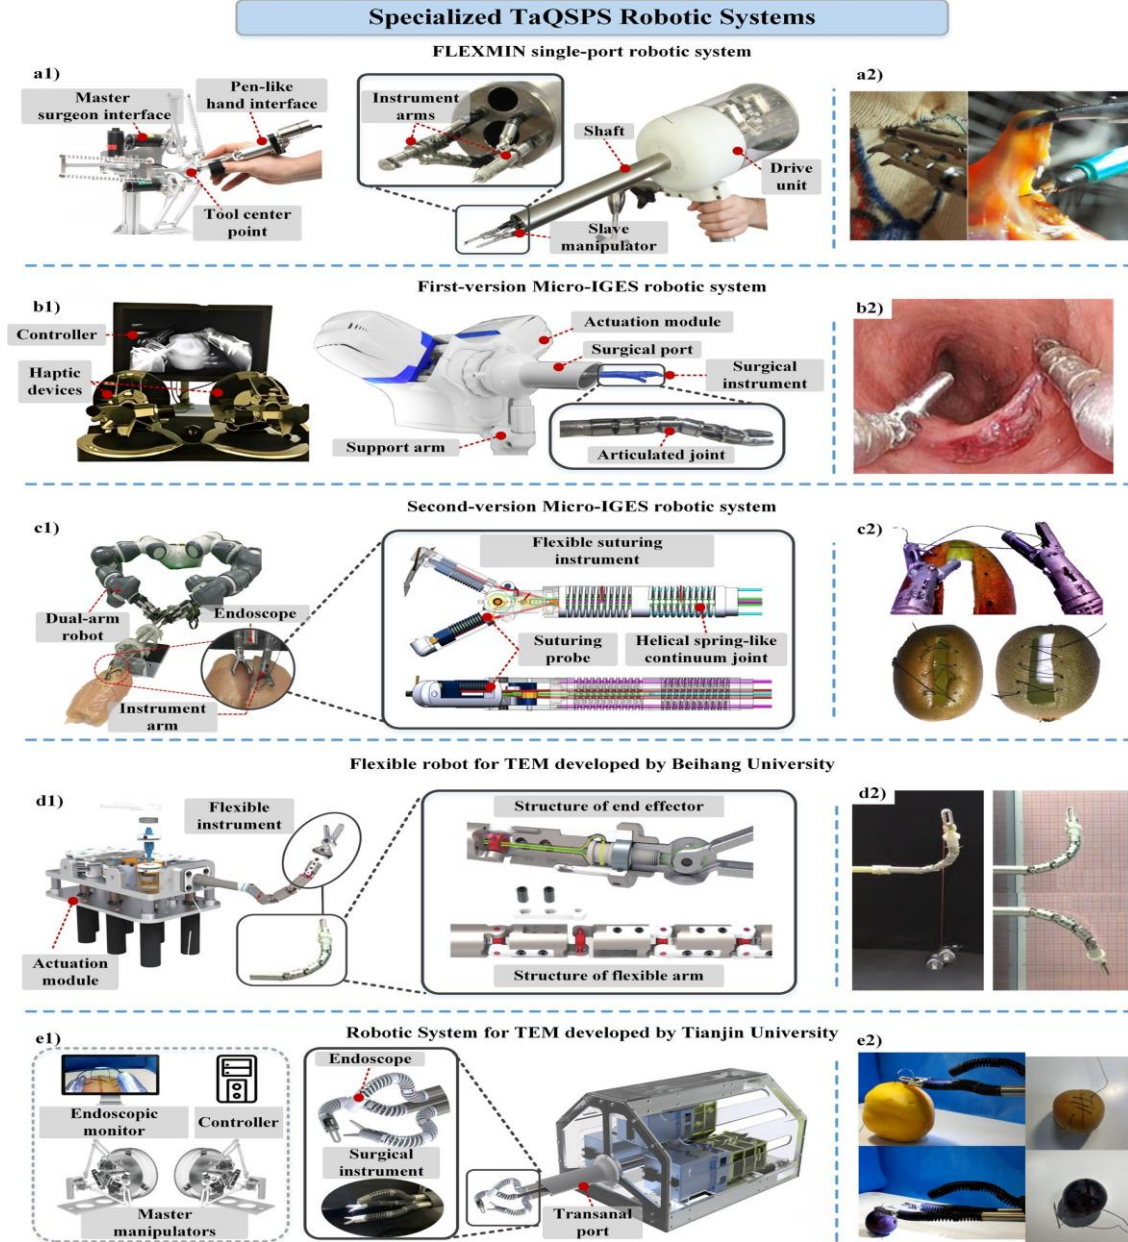 Specialized TaQSPS Robotic Systems
FLEXMIN single-port robotic system
a1)
Master
surgeon interface
Pen-like
hand interface
Tool center
point
Instrument
arms
Shaft
Drive
unit
Slave
manipulator
a2)
First-version Micro-IGES robotic system
b1)
Controller
Haptic
devices
Actuation module
Surgical port
Surgical
instrument
Support arm
Articulated joint
b2)
Second-version Micro-IGES robotic system
c1)
Dual-arm
robot
Endoscope
Instrument
arm
Flexible suturing
instrument
Suturing
probe
Helical spring-like
continuum joint
c2)
Flexible robot for TEM developed by Beihang University
d1)
Flexible
instrument
Actuation
module
Structure of end effector
Structure of flexible arm
d2)
Robotic System for TEM developed by Tianjin University
e1)
Endoscopic
monitor
Controller
Master
manipulators
Endoscope
Surgical
instrument
Transanal
port
e2)